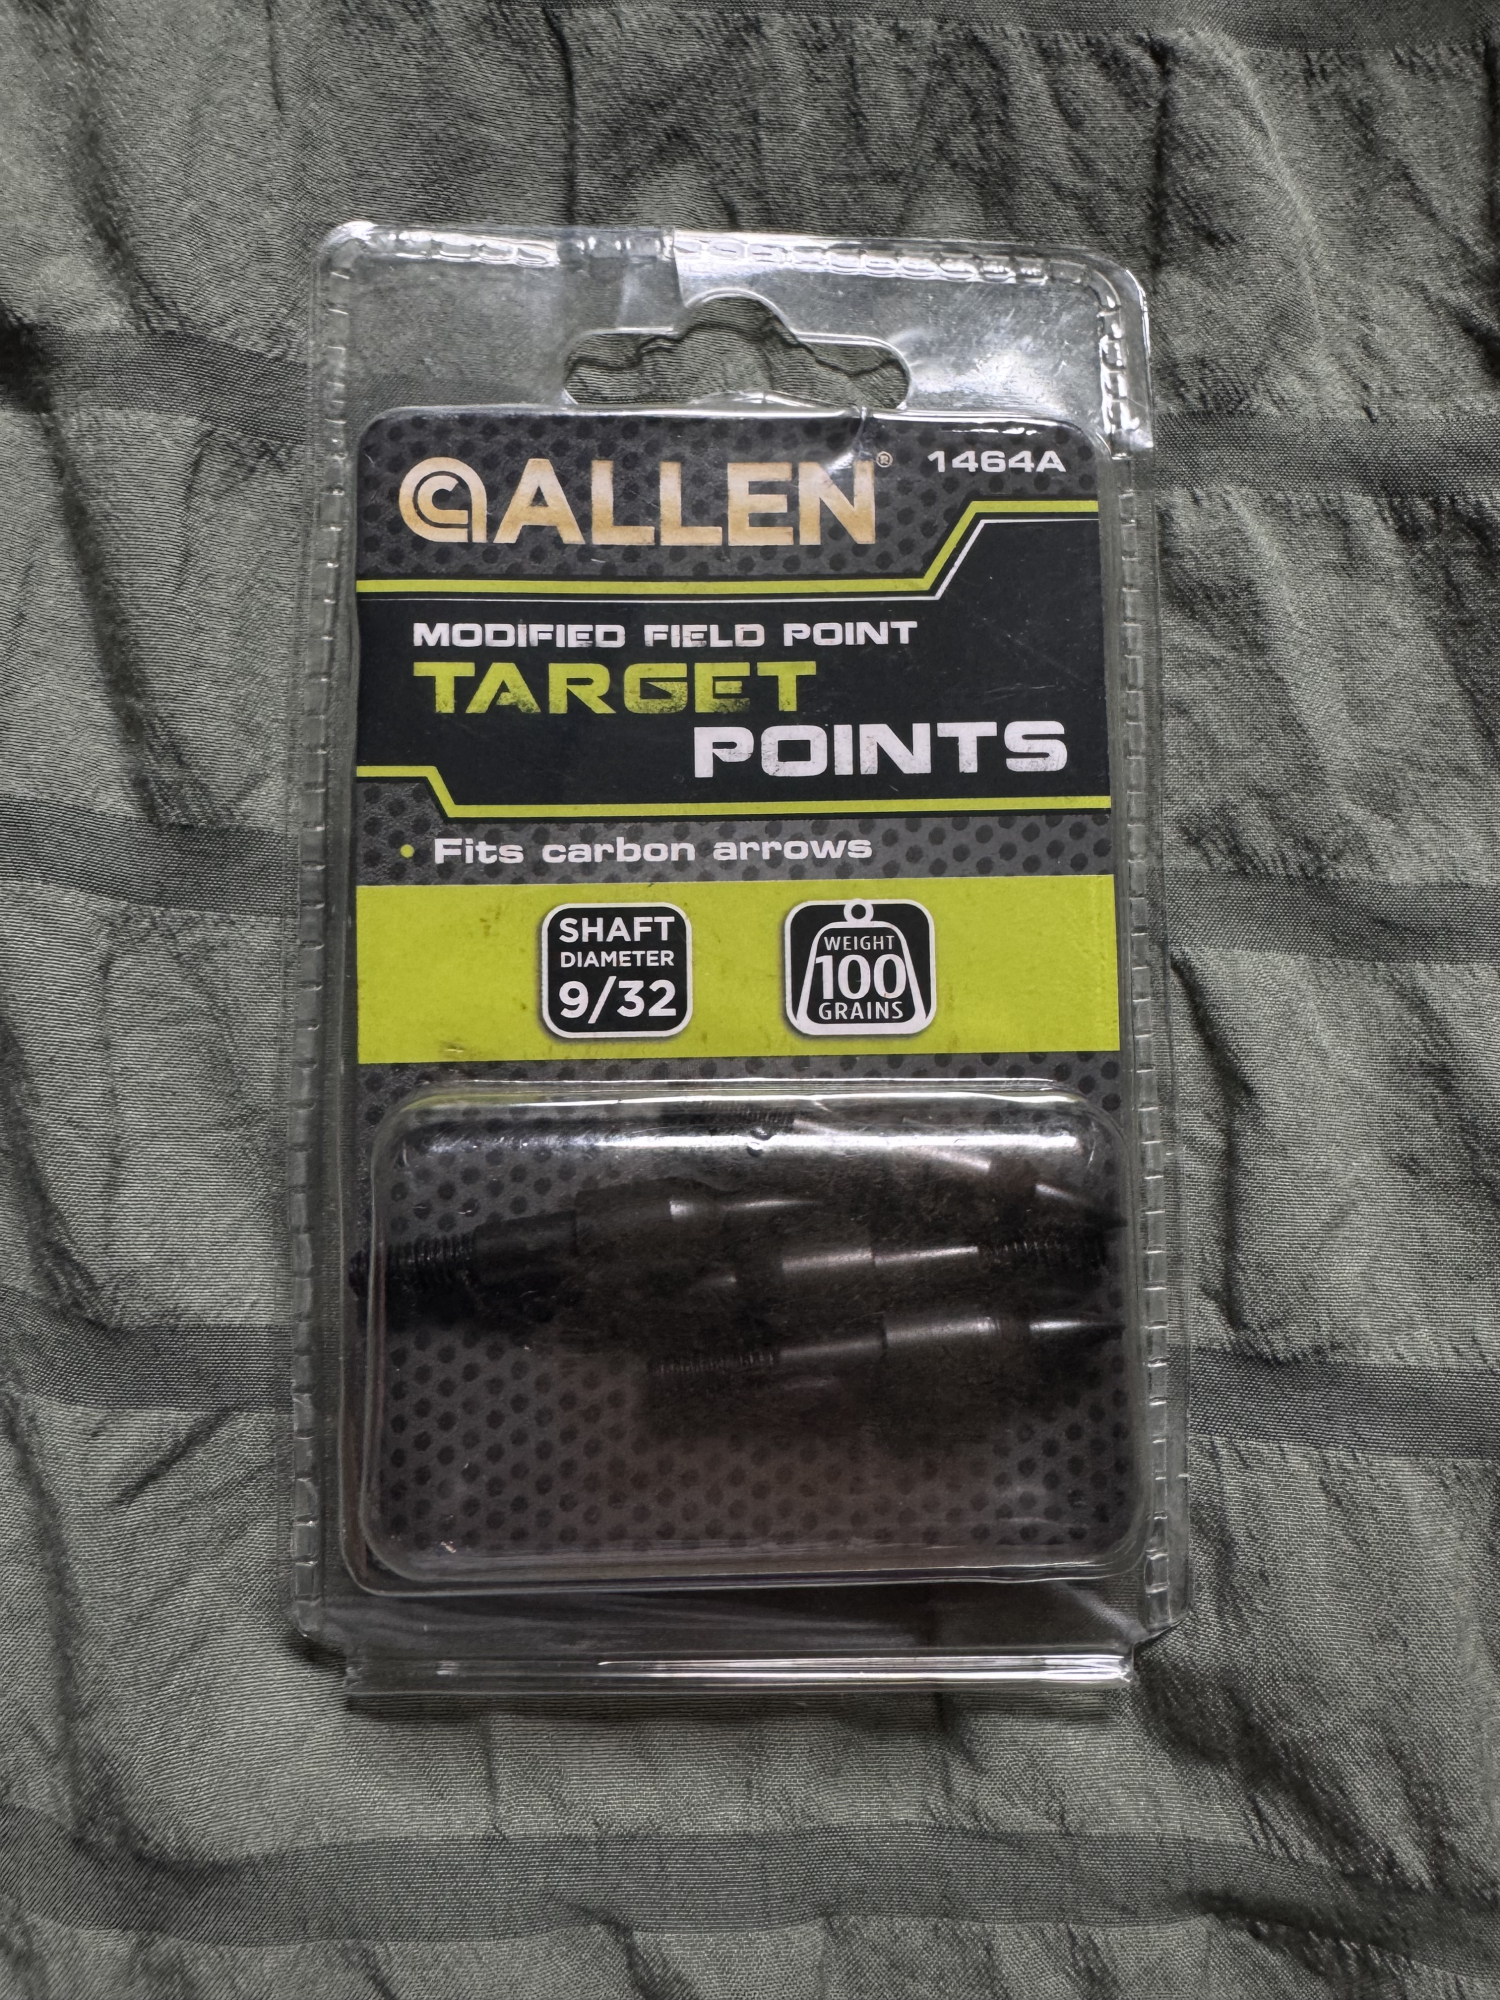 ALLEN® 1464A
MODIFIED FIELD POINT
TARGET
POINTS
• Fits carbon arrows
SHAFT
DIAMETER
9/32
WEIGHT
100
GRAINS